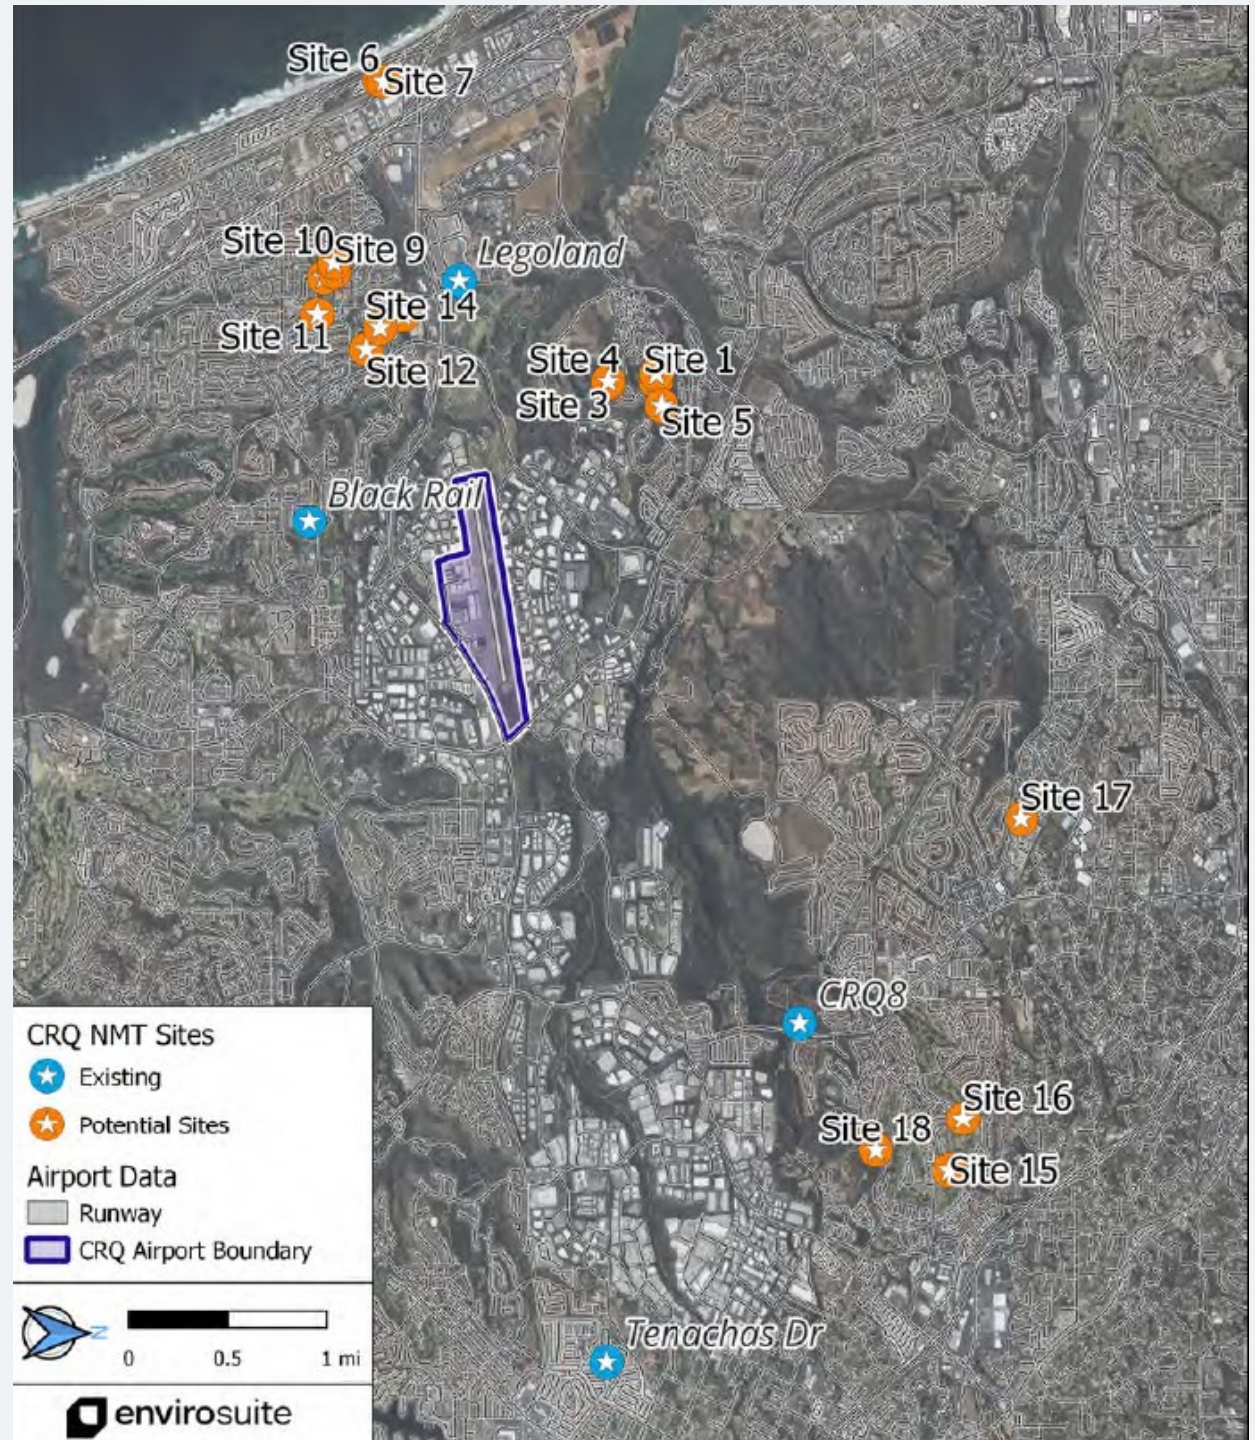 Site 6
Site 7
Site 10
Site 9
Legoland
Site 14
Site 11
Site 12
Site 4
Site 1
Site 3
Site 5
Black Rail
Site 17
CRQ8
Site 16
Site 18
Site 15
Tenachas Dr
CRQ NMT Sites
Existing
Potential Sites
Airport Data
Runway
CRQ Airport Boundary
N
0 0.5 1 mi
envirosuite